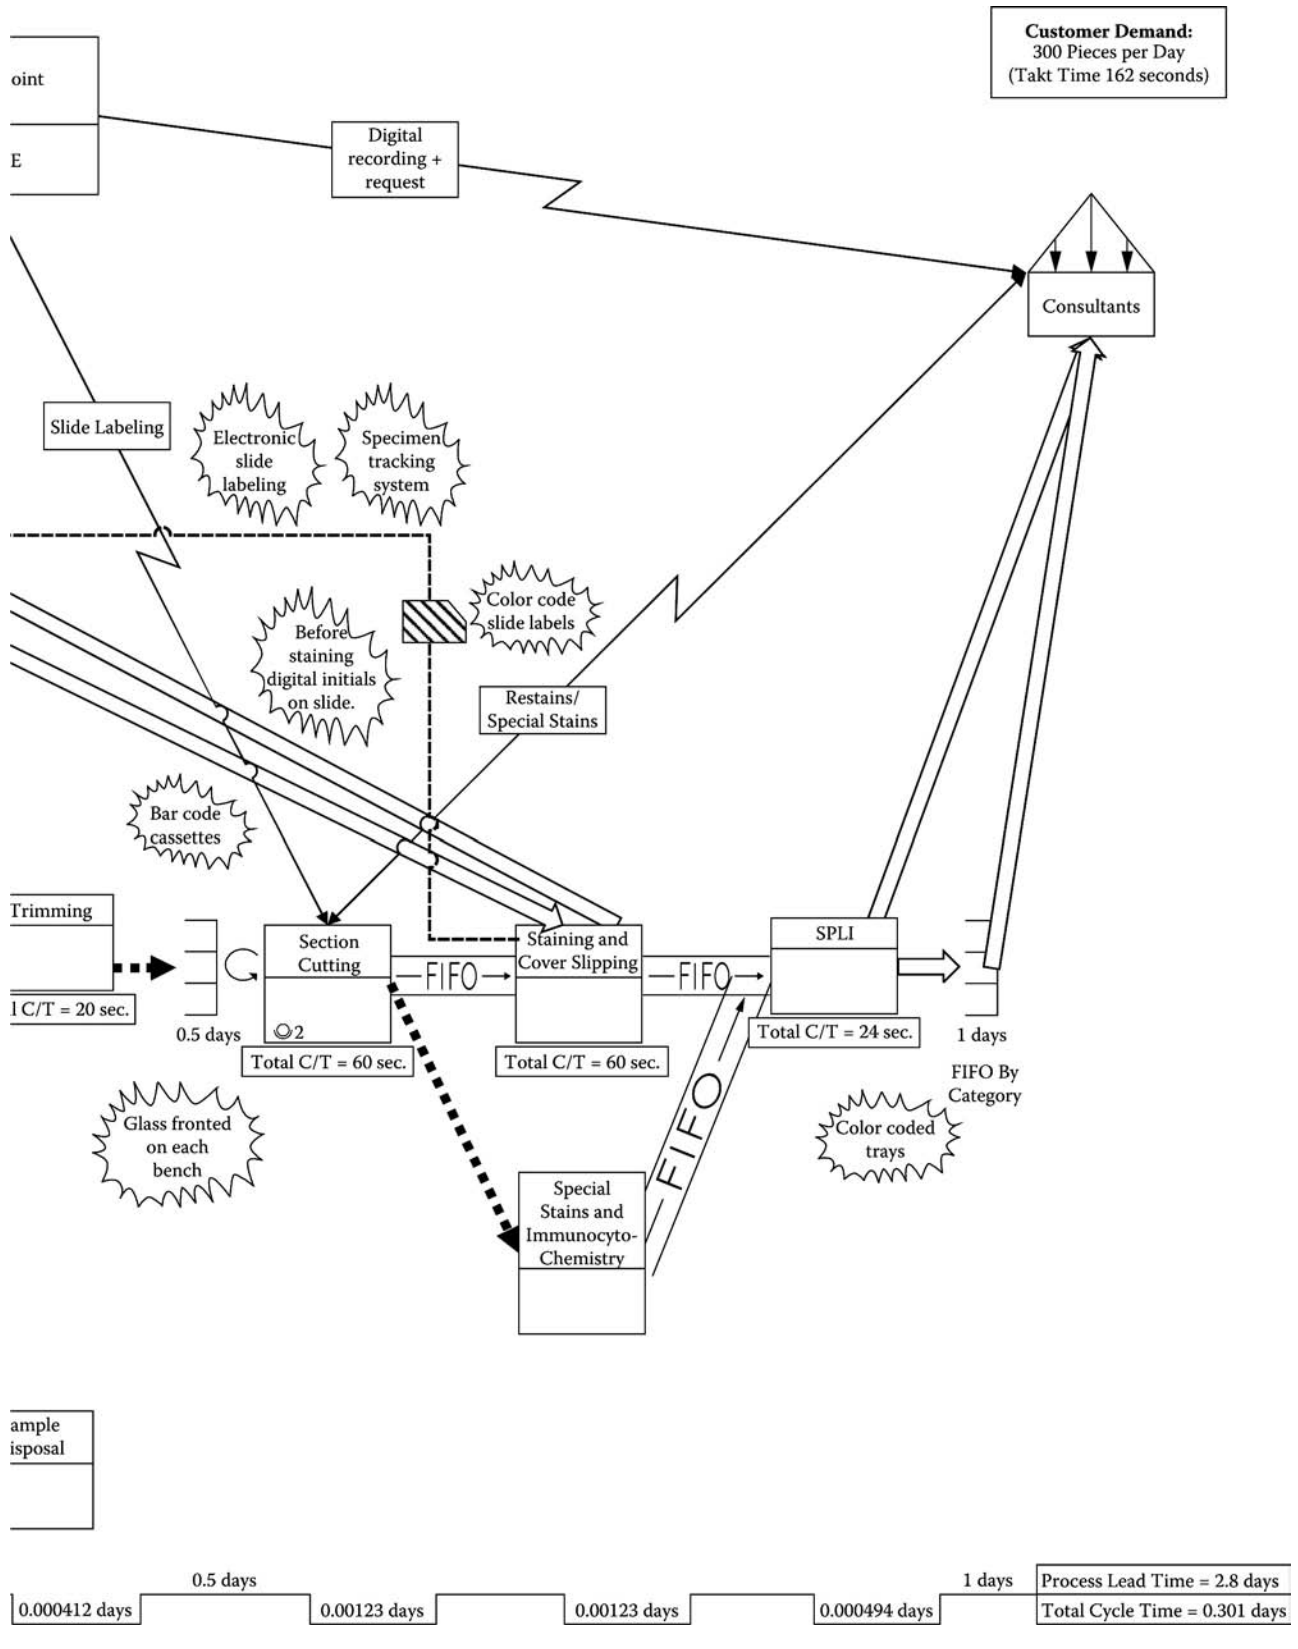 Customer Demand:
300 Pieces per Day
(Takt Time 162 seconds)
oint
E
Digital
recording +
request
Consultants
Slide Labeling
Electronic
slide
labeling
Specimen
tracking
system
Color code
slide labels
Before
staining
digital initials
on slide.
Restains/
Special Stains
Bar code
cassettes
Trimming
l C/T = 20 sec.
0.5 days
Section
Cutting
2
Total C/T = 60 sec.
FIFO
Staining and
Cover Slipping
Total C/T = 60 sec.
FIFO
SPLI
Total C/T = 24 sec.
1 days
FIFO By
Category
Glass fronted
on each
bench
FIFO
Color coded
trays
Special
Stains and
Immunocyto-
Chemistry
ample
isposal
0.5 days
1 days
Process Lead Time = 2.8 days
0.000412 days
0.00123 days
0.00123 days
0.000494 days
Total Cycle Time = 0.301 days